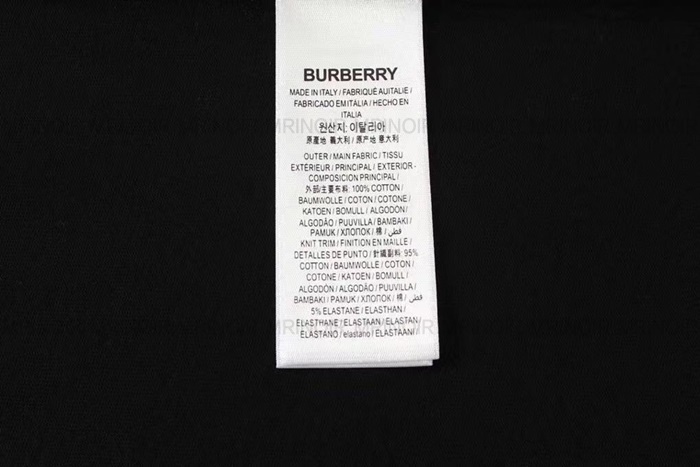 BURBERRY
MADE IN ITALY / FABRIQUÉ AUITALIE /
FABRICADO EM ITÁLIA / HECHO EN
ITALIA
MRINOIR
원산지: 이탈리아
原產地 義大利 / 原产地 意大利
OUTER / MAIN FABRIC / TISSU
EXTÉRIEUR / PRINCIPAL / EXTERIOR -
COMPOSICIÓN PRINCIPAL /
外部/主要布料: 100% COTTON /
BAUMWOLLE / COTON / COTONE /
KATOEN / BOMULL / ALGODÓN /
ALGODÃO / PUUVILLA / BAMBAKI /
PAMUK / ХЛОПОК / 棉 / قطن /
KNIT TRIM / FINITION EN MAILLE /
DETALLES DE PUNTO / 針織副料: 95%
COTTON / BAUMWOLLE / COTON /
COTONE / KATOEN / BOMULL /
ALGODÓN / ALGODÃO / PUUVILLA /
BAMBAKI / PAMUK / ХЛОПОК / 棉 / قطن /
5% ELASTANE / ELASTHAN /
ELASTHANE / ELASTAAN / ELASTAN /
MRINOIR
ELASTANO / elastano / ELASTAANI /